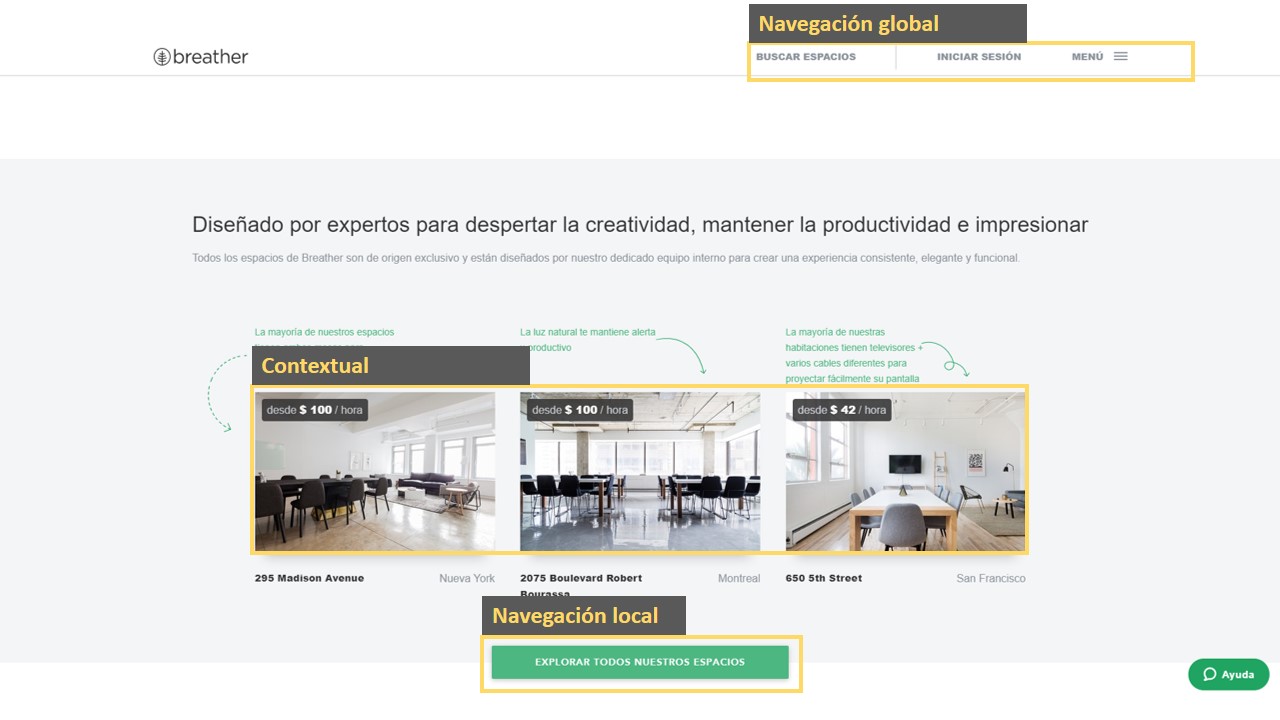 Navegación global
breather
BUSCAR ESPACIOS
INICIAR SESIÓN
MENÚ
Diseñado por expertos para despertar la creatividad, mantener la productividad e impresionar
Todos los espacios de Breather son de origen exclusivo y están diseñados por nuestro dedicado equipo interno para crear una experiencia consistente, elegante y funcional.
La mayoría de nuestros espacios
La luz natural te mantiene alerta
productivo
La mayoría de nuestras
habitaciones tienen televisores +
varios cables diferentes para
proyectar fácilmente su pantalla
Contextual
desde $ 100 / hora
desde $ 100 / hora
desde $ 42 / hora
295 Madison Avenue
Nueva York
2075 Boulevard Robert
Bourassa
Montreal
650 5th Street
San Francisco
Navegación local
EXPLORAR TODOS NUESTROS ESPACIOS
Ayuda